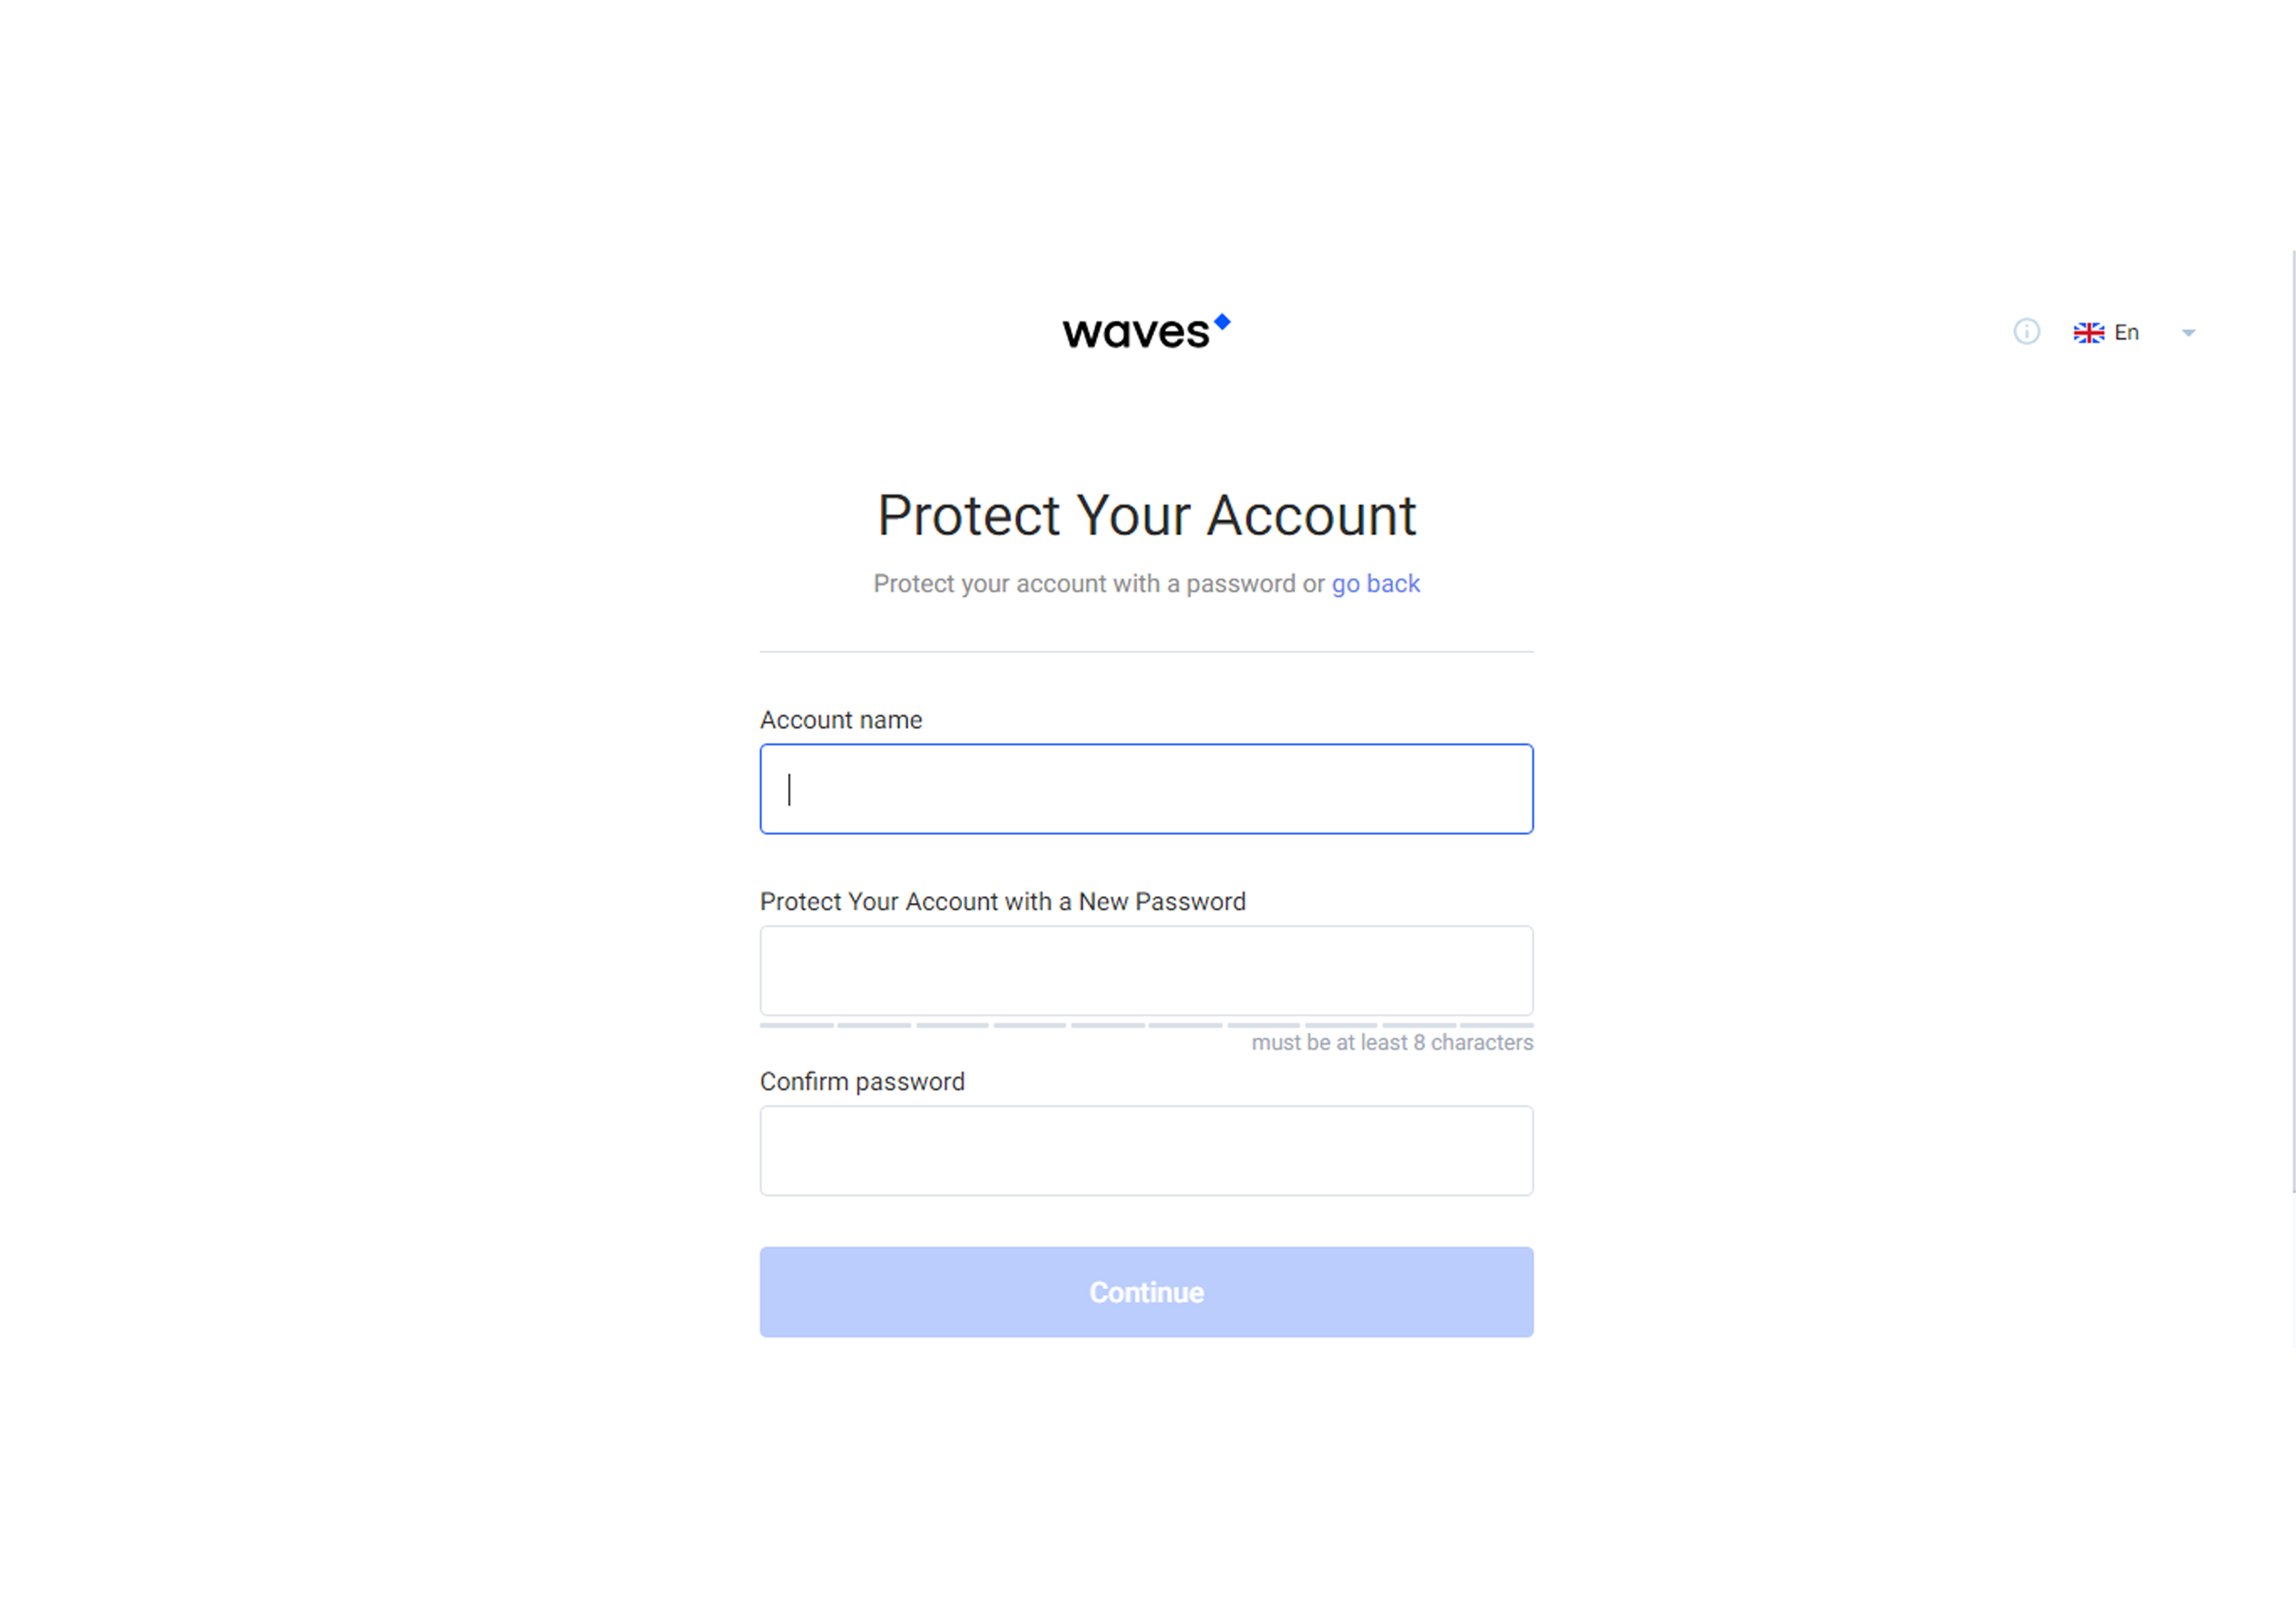 waves
En
Protect Your Account
Protect your account with a password or go back
Account name
Protect Your Account with a New Password
must be at least 8 characters
Confirm password
Continue